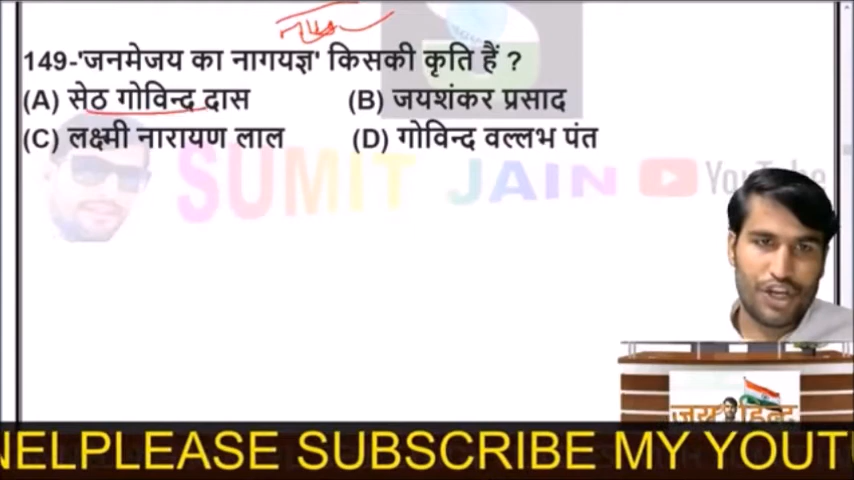 149-'जनमेजय का नागयज्ञ' किसकी कृति हैं ?
(A) सेठ गोविन्द दास (B) जयशंकर प्रसाद
(C) लक्ष्मी नारायण लाल (D) गोविन्द वल्लभ पंत
SUMIT JAIN YouTube
जय हिन्द
NELPLEASE SUBSCRIBE MY YOUTU